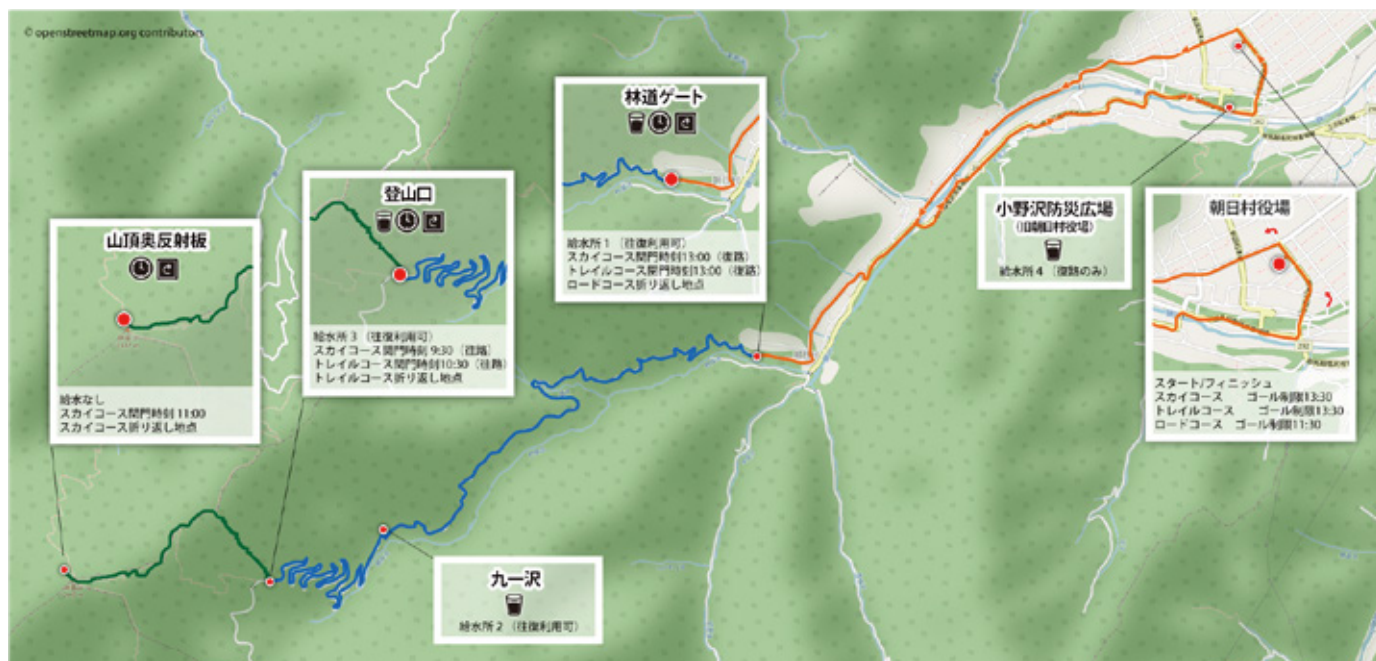 © openstreetmap.org contributors
林道ゲート
給水所1（往復利用可）
スカイコース関門時刻13:00（復路）
トレイルコース関門時刻13:00（復路）
ロードコース折り返し地点
登山口
給水所3（往復利用可）
スカイコース関門時刻 9:30（往路）
トレイルコース関門時刻10:30（往路）
トレイルコース折り返し地点
小野沢防災広場
(旧朝日村役場)
給水所4（復路のみ）
朝日村役場
スタート/フィニッシュ
スカイコース ゴール制限13:30
トレイルコース ゴール制限13:30
ロードコース ゴール制限11:30
山頂奥反射板
給水なし
スカイコース関門時刻 11:00
スカイコース折り返し地点
九一沢
給水所2（往復利用可）